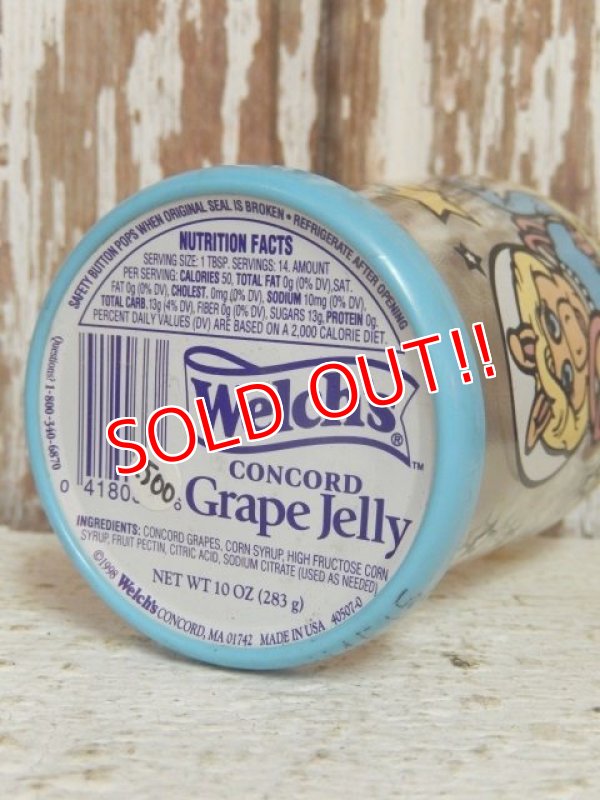 SAFETY BUTTON POPS WHEN ORIGINAL SEAL IS BROKEN • REFRIGERATE AFTER OPENING
NUTRITION FACTS
SERVING SIZE: 1 TBSP. SERVINGS: 14. AMOUNT
PER SERVING: CALORIES 50, TOTAL FAT 0g (0% DV), SAT.
FAT 0g (0% DV), CHOLEST. 0mg (0% DV), SODIUM 10mg (0% DV),
TOTAL CARB. 13g (4% DV), FIBER 0g (0% DV), SUGARS 13g, PROTEIN 0g.
PERCENT DAILY VALUES (DV) ARE BASED ON A 2,000 CALORIE DIET.
Questions? 1-800-340-6870
Welch's®
SOLD OUT!!
CONCORD
Grape Jelly
500
0 4180
INGREDIENTS: CONCORD GRAPES, CORN SYRUP, HIGH FRUCTOSE CORN
SYRUP, FRUIT PECTIN, CITRIC ACID, SODIUM CITRATE (USED AS NEEDED)
NET WT 10 OZ (283 g)
©1998 Welch's CONCORD, MA 01742 MADE IN USA 40507-0